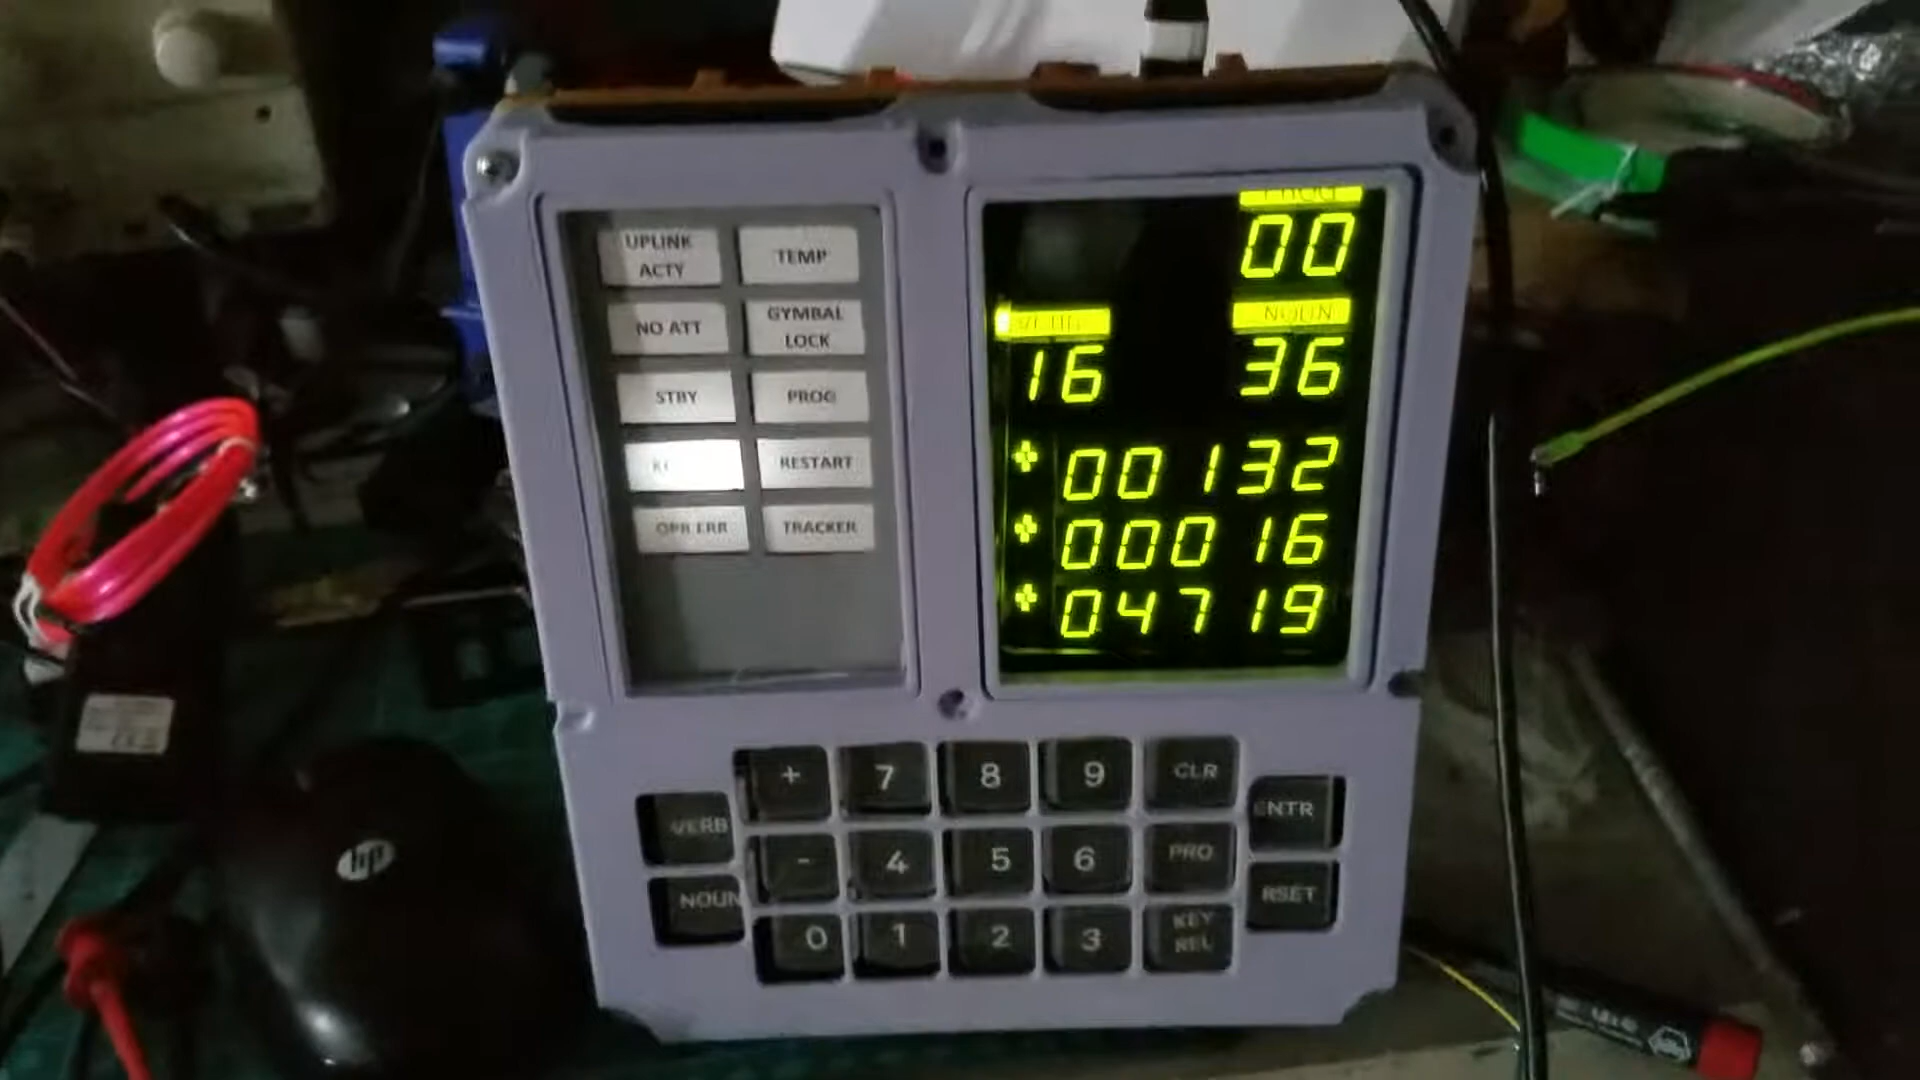 UPLINK
ACTY
TEMP
NO ATT
GYMBAL
LOCK
STBY
PROG
RESTART
OPR ERR
TRACKER
PROG
00
VERB
NOUN
16
36
+00132
+00016
+04719
+
7
8
9
CLR
VERB
ENTR
-
4
5
6
PRO
NOUN
RSET
0
1
2
3
KEY
REL
hp